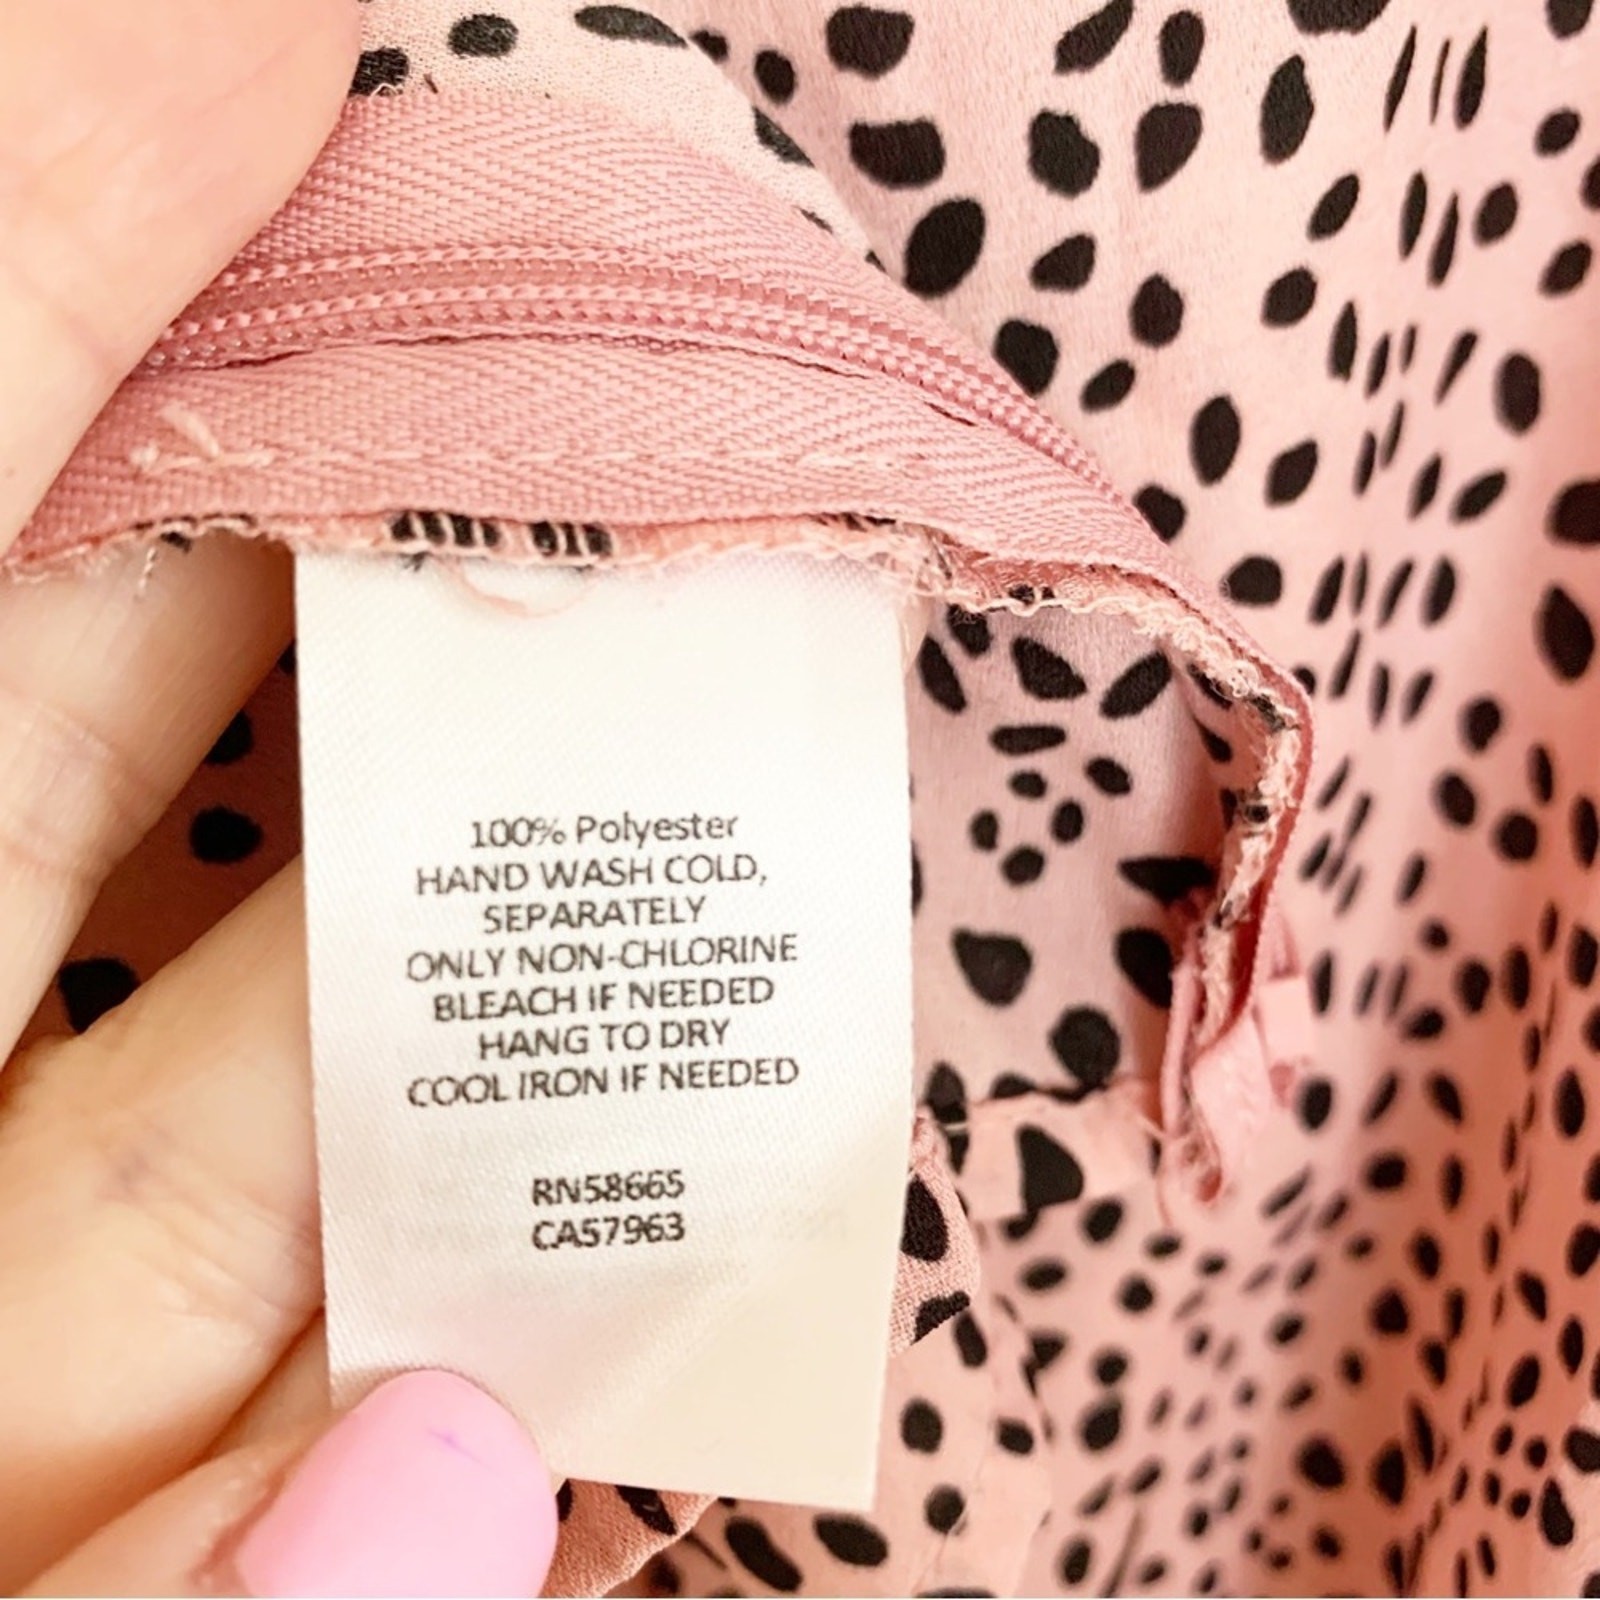 100% Polyester
HAND WASH COLD,
SEPARATELY
ONLY NON-CHLORINE
BLEACH IF NEEDED
HANG TO DRY
COOL IRON IF NEEDED
RN58665
CA57963